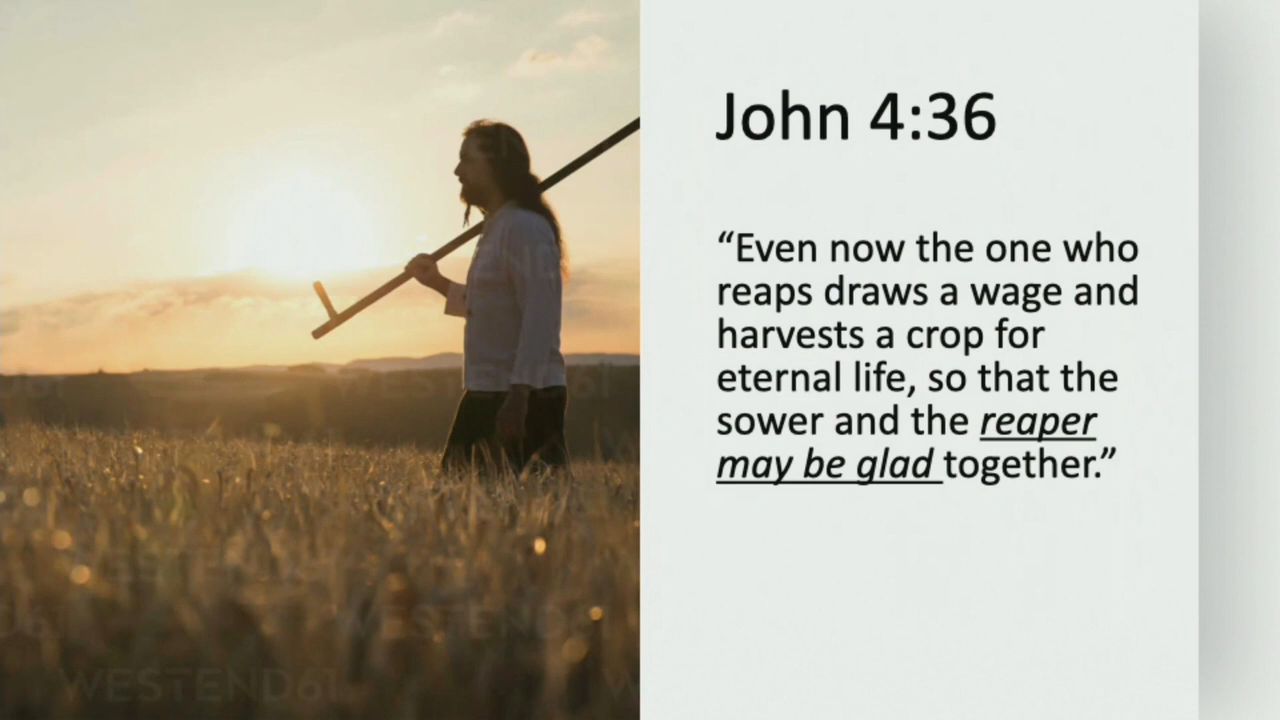 John 4:36
“Even now the one who
reaps draws a wage and
harvests a crop for
eternal life, so that the
sower and the reaper
may be glad together.”
WESTEND61